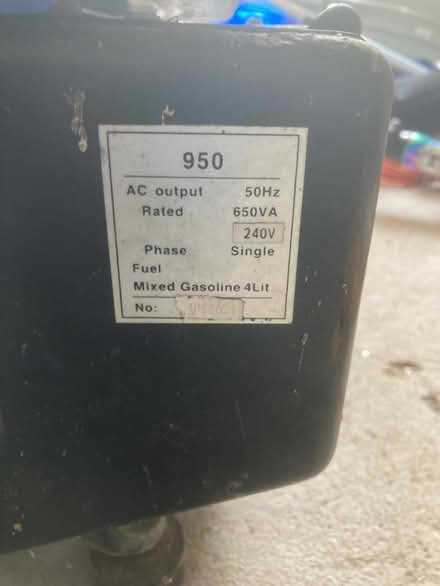 950
AC output 50Hz
Rated 650VA
240V
Phase Single
Fuel
Mixed Gasoline 4Lit
No: